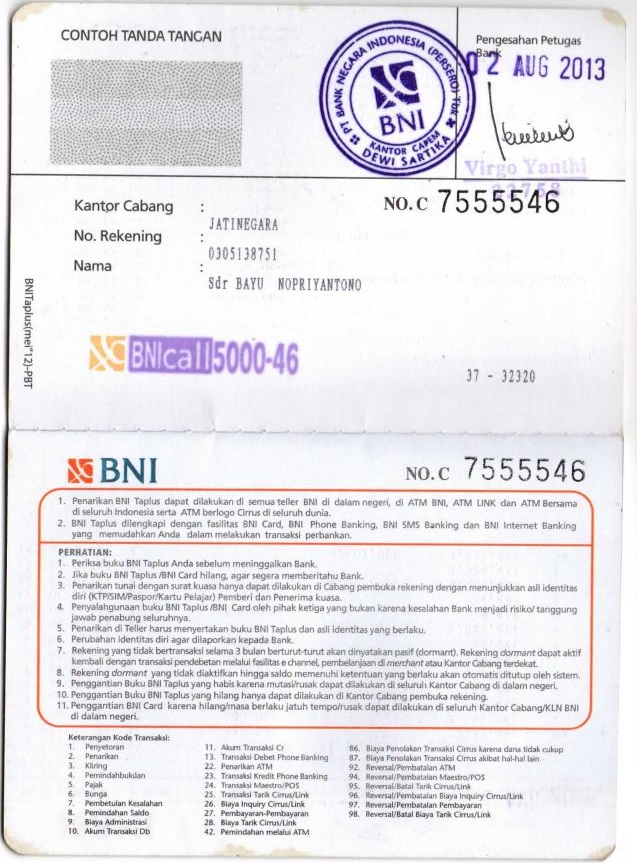 CONTOH TANDA TANGAN
PT BANK NEGARA INDONESIA (PERSERO) Tbk
BNI
KANTOR CAPEM
DEWI SARTIKA
Pengesahan Petugas
Bank
02 AUG 2013
Virgo Yanthi
NO. C 7555546
Kantor Cabang :
JATINEGARA
No. Rekening :
0305138751
Nama :
Sdr BAYU NOPRIYANTONO
BNITaplus(mei'12)-PBT
BNIcall 5000-46
37 - 32320
BNI
NO. C 7555546
1. Penarikan BNI Taplus dapat dilakukan di semua teller BNI di dalam negeri, di ATM BNI, ATM LINK dan ATM Bersama
di seluruh Indonesia serta ATM berlogo Cirrus di seluruh dunia.
2. BNI Taplus dilengkapi dengan fasilitas BNI Card, BNI Phone Banking, BNI SMS Banking dan BNI Internet Banking
yang memudahkan Anda dalam melakukan transaksi perbankan.
PERHATIAN:
1. Periksa buku BNI Taplus Anda sebelum meninggalkan Bank.
2. Jika buku BNI Taplus /BNI Card hilang, agar segera memberitahu Bank.
3. Penarikan tunai dengan surat kuasa hanya dapat dilakukan di Cabang pembuka rekening dengan menunjukkan asli identitas
diri (KTP/SIM/Paspor/Kartu Pelajar) Pemberi dan Penerima kuasa.
4. Penyalahgunaan buku BNI Taplus /BNI Card oleh pihak ketiga yang bukan karena kesalahan Bank menjadi risiko/ tanggung
jawab penabung seluruhnya.
5. Penarikan di Teller harus menyertakan buku BNI Taplus dan asli identitas yang berlaku.
6. Perubahan identitas diri agar dilaporkan kepada Bank.
7. Rekening yang tidak bertransaksi selama 3 bulan berturut-turut akan dinyatakan pasif (dormant). Rekening dormant dapat aktif
kembali dengan transaksi pendebetan melalui fasilitas e channel, pembelanjaan di merchant atau Kantor Cabang terdekat.
8. Rekening dormant yang tidak diaktifkan hingga saldo memenuhi ketentuan yang berlaku akan otomatis ditutup oleh sistem.
9. Penggantian Buku BNI Taplus yang habis karena mutasi/rusak dapat dilakukan di seluruh Kantor Cabang di dalam negeri.
10. Penggantian Buku BNI Taplus yang hilang hanya dapat dilakukan di Kantor Cabang pembuka rekening.
11. Penggantian BNI Card karena hilang/masa berlaku jatuh tempo/rusak dapat dilakukan di seluruh Kantor Cabang/KLN BNI
di dalam negeri.
Keterangan Kode Transaksi:
1. Penyetoran
2. Penarikan
3. Kliring
4. Pemindahbukuan
5. Pajak
6. Bunga
7. Pembetulan Kesalahan
8. Pemindahan Saldo
9. Biaya Administrasi
10. Akum Transaksi Db
11. Akum Transaksi Cr
13. Transaksi Debet Phone Banking
22. Penarikan ATM
23. Transaksi Kredit Phone Banking
24. Transaksi Maestro/POS
25. Transaksi Tarik Cirrus/Link
26. Biaya Inquiry Cirrus/Link
27. Pembayaran-Pembayaran
28. Biaya Tarik Cirrus/Link
42. Pemindahan melalui ATM
86. Biaya Penolakan Transaksi Cirrus karena dana tidak cukup
87. Biaya Penolakan Transaksi Cirrus akibat hal-hal lain
92. Reversal/Pembatalan ATM
94. Reversal/Pembatalan Maestro/POS
95. Reversal/Batal Tarik Cirrus/Link
96. Reversal/Pembatalan Biaya Inquiry Cirrus/Link
97. Reversal/Pembatalan Pembayaran
98. Reversal/Batal Biaya Tarik Cirrus/Link